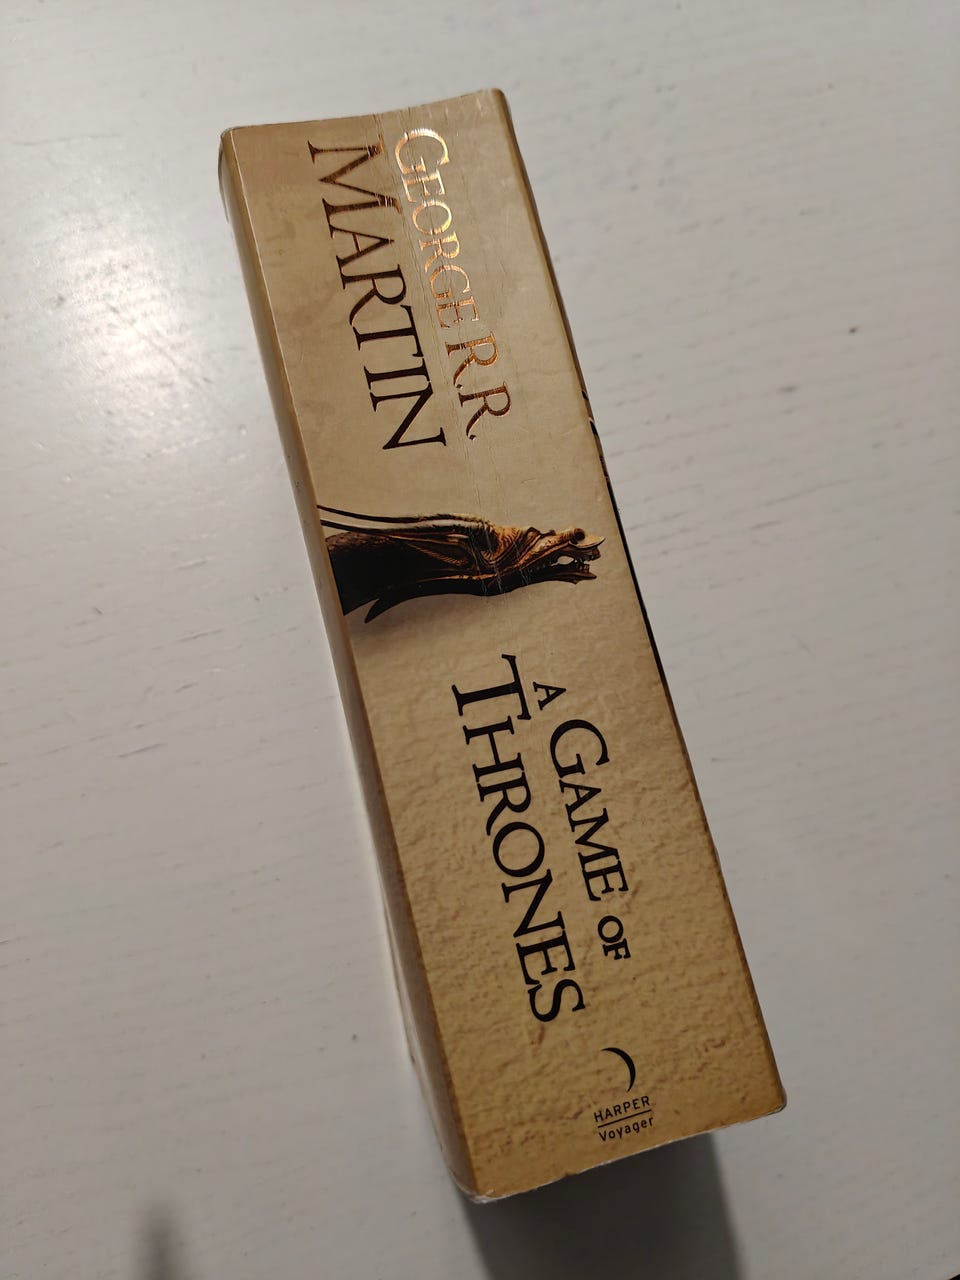 GEORGE R R
MARTIN
A GAME OF
THRONES
HARPER
Voyager